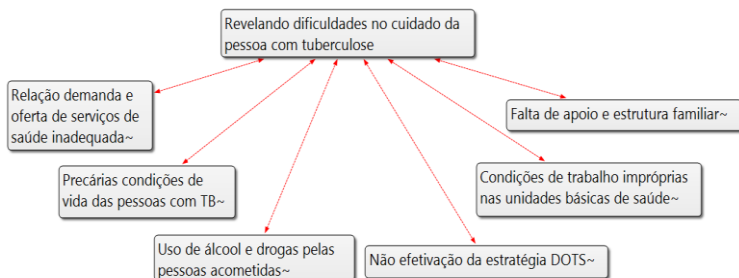 Revelando dificuldades no cuidado da
pessoa com tuberculose
Relação demanda e
oferta de serviços de
saúde inadequada~
Falta de apoio e estrutura familiar~
Precárias condições de
vida das pessoas com TB~
Condições de trabalho impróprias
nas unidades básicas de saúde~
Uso de álcool e drogas pelas
pessoas acometidas~
Não efetivação da estratégia DOTS~